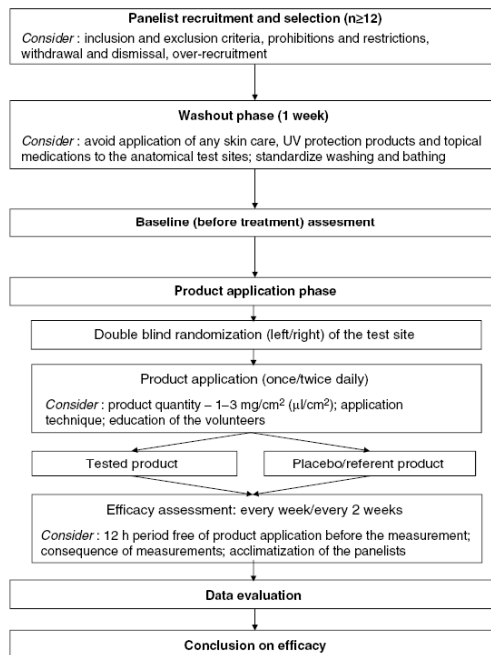 Panelist recruitment and selection (n≥12)
Consider : inclusion and exclusion criteria, prohibitions and restrictions,
withdrawal and dismissal, over-recruitment
Washout phase (1 week)
Consider : avoid application of any skin care, UV protection products and topical
medications to the anatomical test sites; standardize washing and bathing
Baseline (before treatment) assesment
Product application phase
Double blind randomization (left/right) of the test site
Product application (once/twice daily)
Consider : product quantity – 1–3 mg/cm² (μl/cm²); application
technique; education of the volunteers
Tested product
Placebo/referent product
Efficacy assessment: every week/every 2 weeks
Consider : 12 h period free of product application before the measurement;
consequence of measurements; acclimatization of the panelists
Data evaluation
Conclusion on efficacy